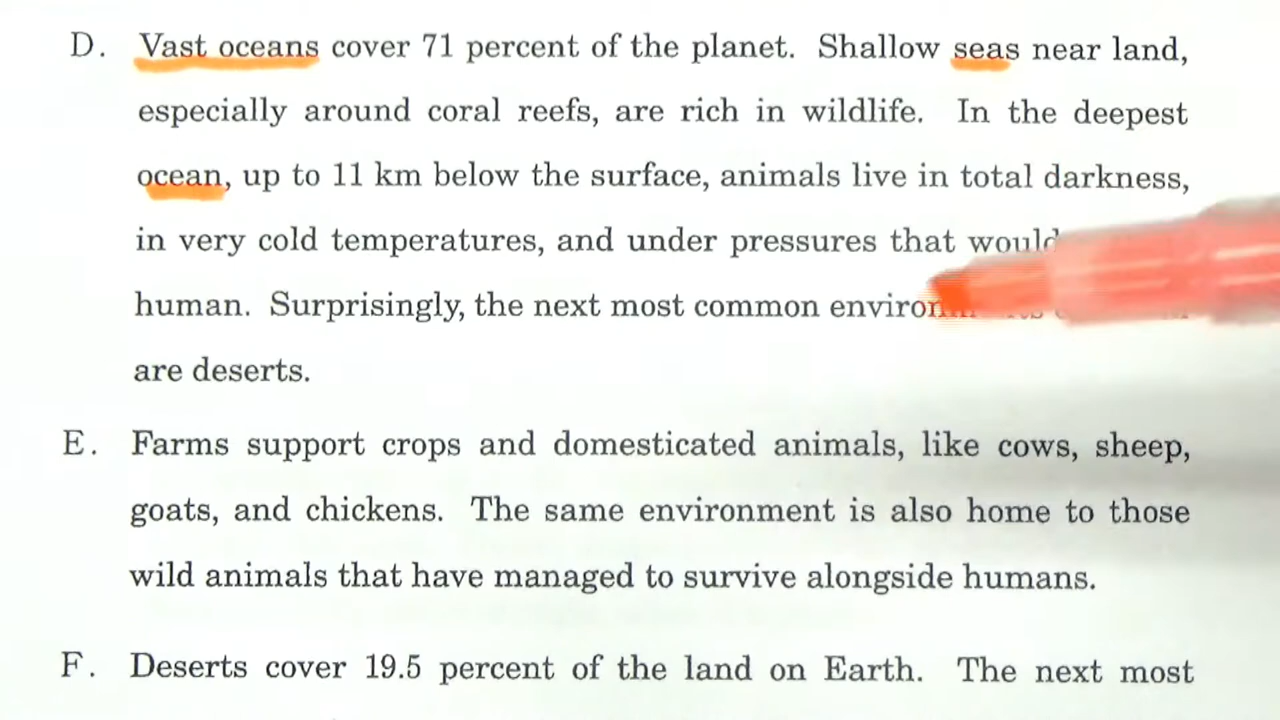 D. Vast oceans cover 71 percent of the planet. Shallow seas near land,
especially around coral reefs, are rich in wildlife. In the deepest
ocean, up to 11 km below the surface, animals live in total darkness,
in very cold temperatures, and under pressures that would
human. Surprisingly, the next most common
are deserts.
E. Farms support crops and domesticated animals, like cows, sheep,
goats, and chickens. The same environment is also home to those
wild animals that have managed to survive alongside humans.
F. Deserts cover 19.5 percent of the land on Earth. The next most